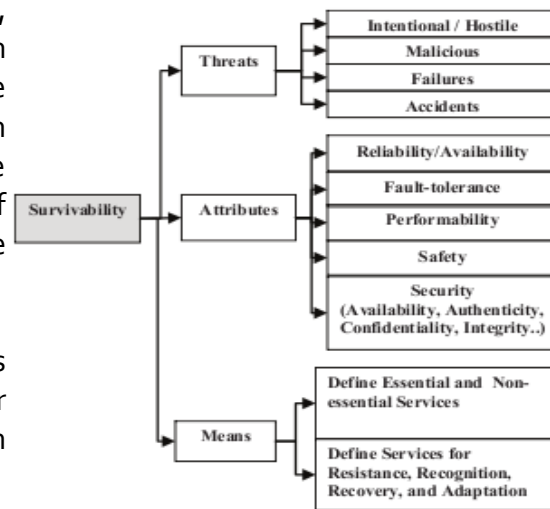 ,
n
e
n
e
f
e
s
r
n
Survivability
Threats
Intentional / Hostile
Malicious
Failures
Accidents
Attributes
Reliability/Availability
Fault-tolerance
Performability
Safety
Security
(Availability, Authenticity,
Confidentiality, Integrity..)
Means
Define Essential and Non-
essential Services
Define Services for
Resistance, Recognition,
Recovery, and Adaptation